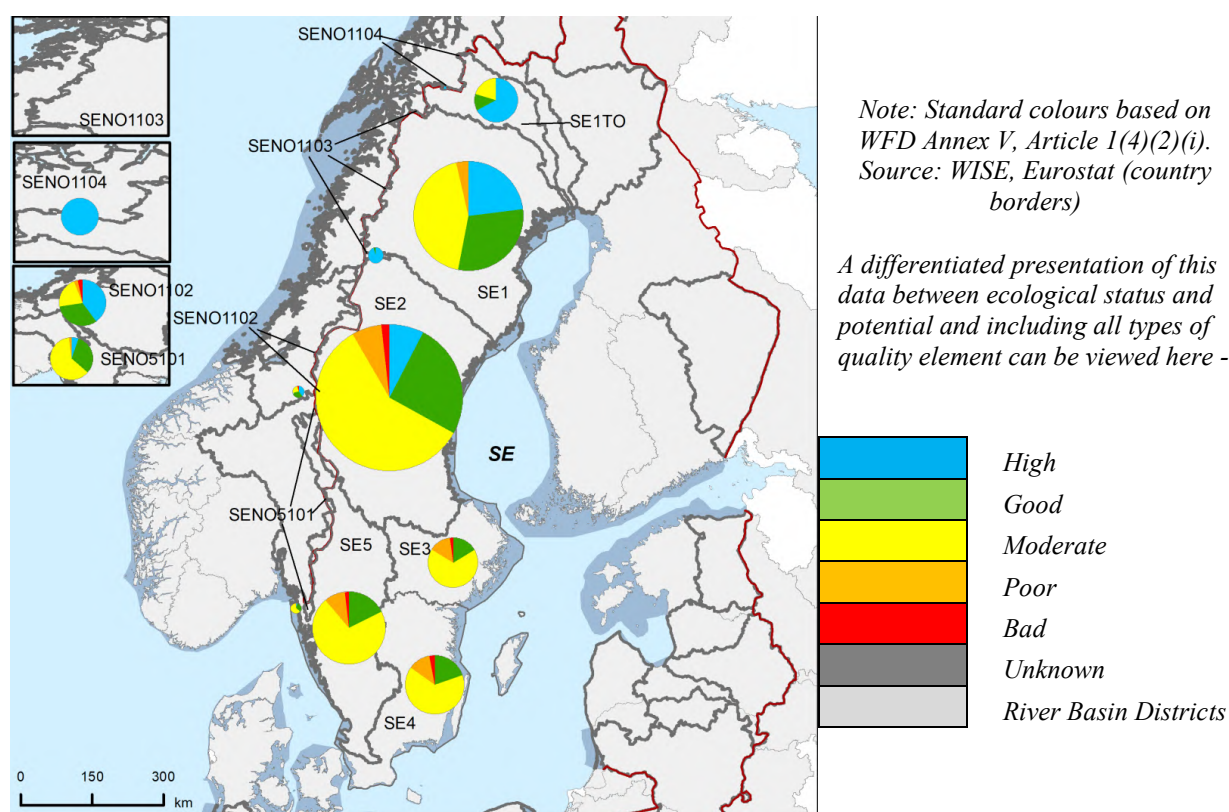 SENO1103
SENO1104
SENO1102
SENO5101
SENO1104
SE1TO
SENO1103
SE1
SE2
SENO1102
SE
SENO5101
SE5
SE3
SE4
0 150 300
km
Note: Standard colours based on
WFD Annex V, Article 1(4)(2)(i).
Source: WISE, Eurostat (country
borders)
A differentiated presentation of this
data between ecological status and
potential and including all types of
quality element can be viewed here -
High
Good
Moderate
Poor
Bad
Unknown
River Basin Districts